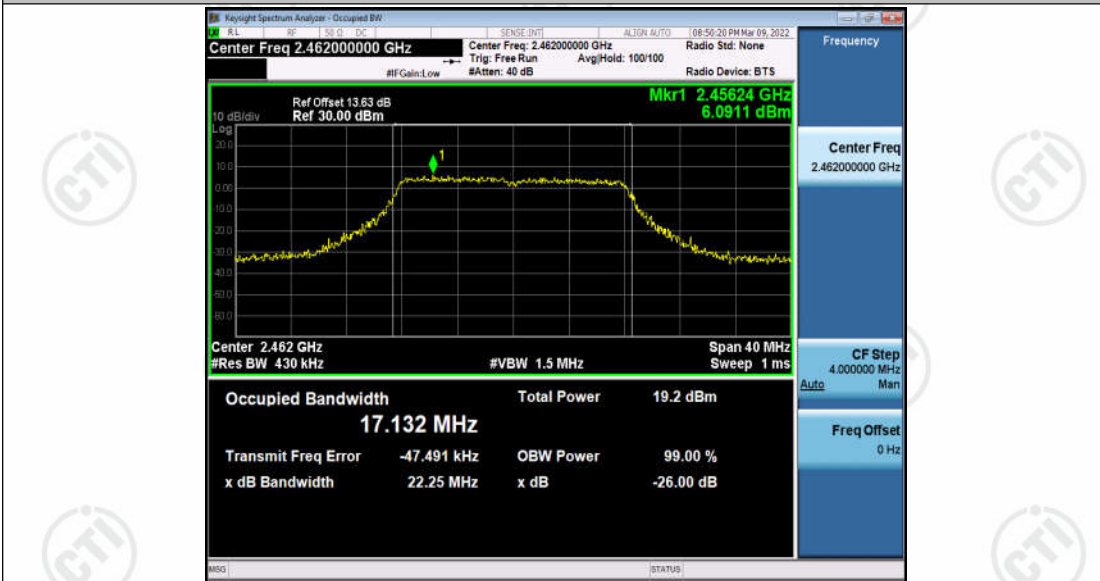 Keysight Spectrum Analyzer - Occupied BW
RL RF 50 Ω DC SENSE:INT ALIGN AUTO 08:50:20 PM Mar 09, 2022
Center Freq 2.462000000 GHz
Center Freq: 2.462000000 GHz Radio Std: None
Trig: Free Run Avg|Hold: 100/100
#IFGain:Low #Atten: 40 dB Radio Device: BTS
Frequency
Mkr1 2.45624 GHz
6.0911 dBm
Ref Offset 13.63 dB
10 dB/div Ref 30.00 dBm
Log
20.0
10.0
0.00
-10.0
-20.0
-30.0
-40.0
-50.0
-60.0
1
Center Freq
2.462000000 GHz
Center 2.462 GHz Span 40 MHz
#Res BW 430 kHz #VBW 1.5 MHz Sweep 1 ms
CF Step
4.000000 MHz
Auto Man
Occupied Bandwidth Total Power 19.2 dBm
17.132 MHz
Transmit Freq Error -47.491 kHz OBW Power 99.00 %
x dB Bandwidth 22.25 MHz x dB -26.00 dB
Freq Offset
0 Hz
MSG STATUS
CTI
CTI
CTI
CTI